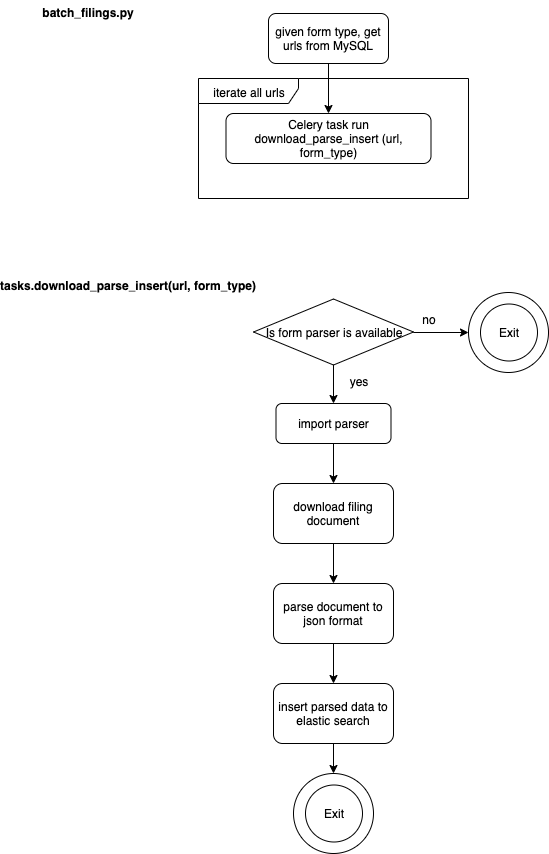 batch_filings.py
given form type, get
urls from MySQL
iterate all urls
Celery task run
download_parse_insert (url,
form_type)
tasks.download_parse_insert(url, form_type)
Is form parser is available
no
Exit
yes
import parser
download filing
document
parse document to
json format
insert parsed data to
elastic search
Exit